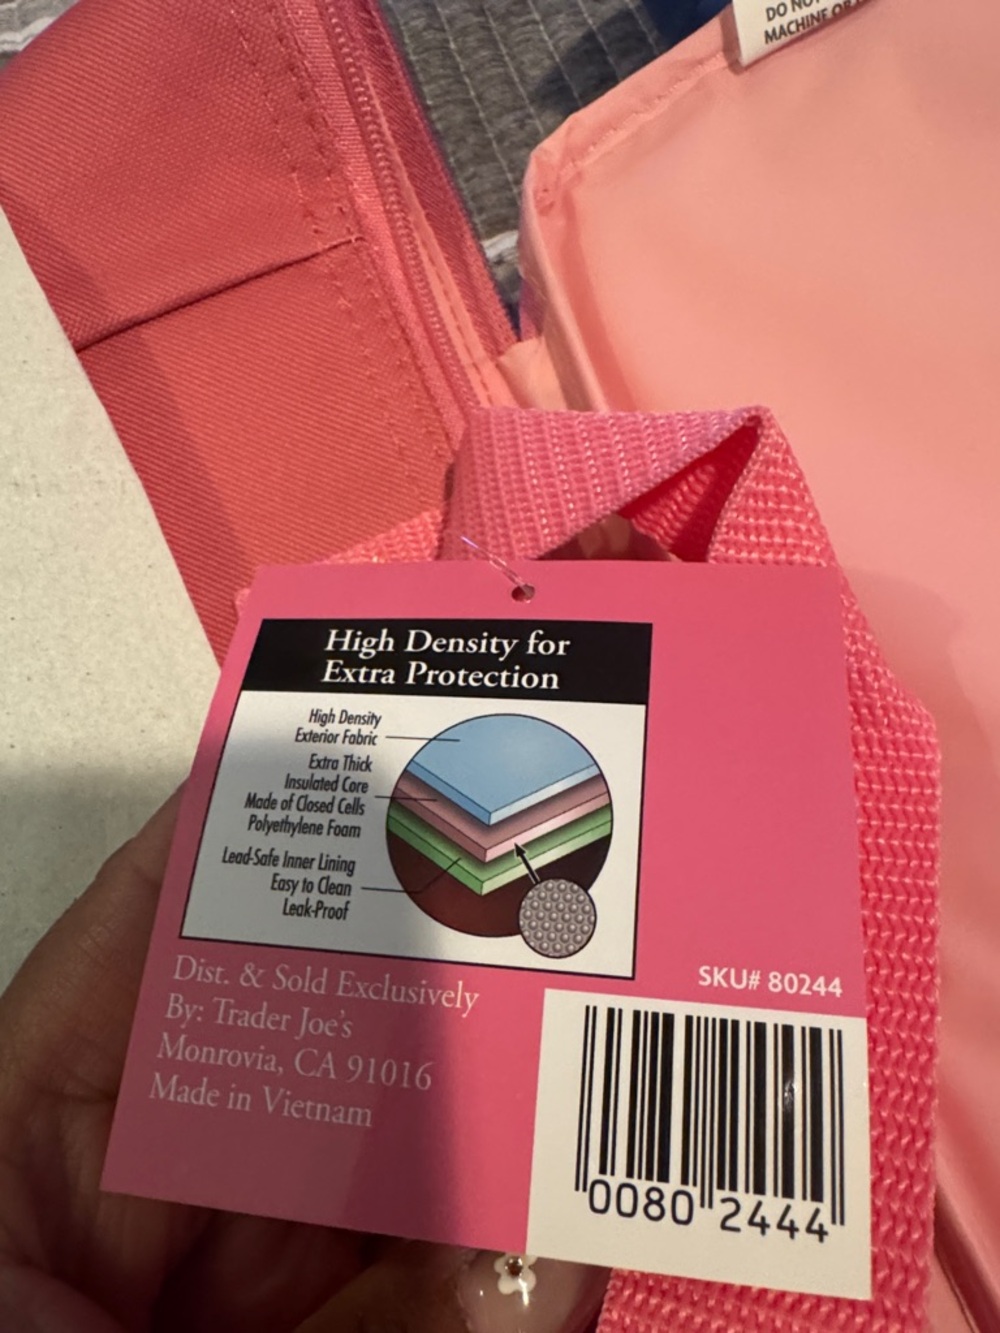 DO NOT
MACHINE OR
High Density for
Extra Protection
High Density
Exterior Fabric
Extra Thick
Insulated Core
Made of Closed Cells
Polyethylene Foam
Lead-Safe Inner Lining
Easy to Clean
Leak-Proof
Dist. & Sold Exclusively
By: Trader Joe's
Monrovia, CA 91016
Made in Vietnam
SKU# 80244
0080 2444